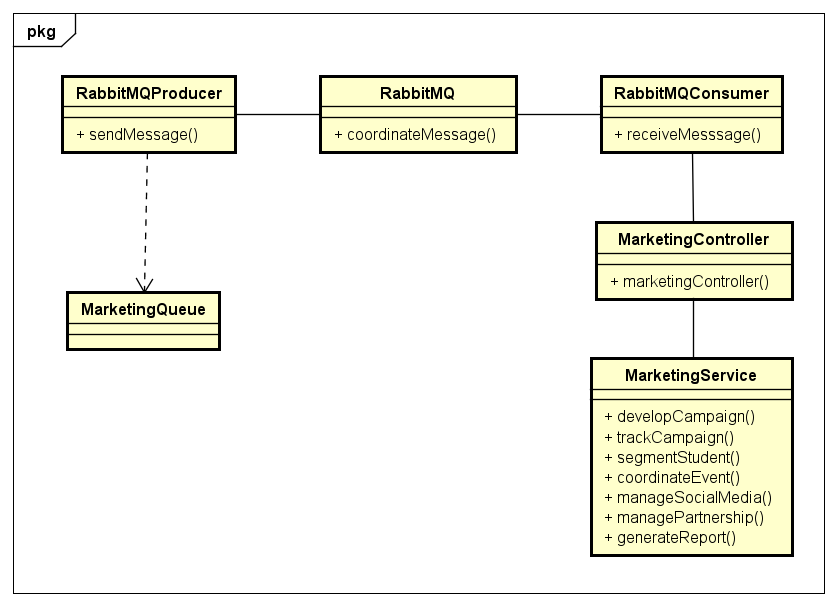 pkg
RabbitMQProducer
+ sendMessage()
RabbitMQ
+ coordinateMessage()
RabbitMQConsumer
+ receiveMesssage()
MarketingController
+ marketingController()
MarketingQueue
MarketingService
+ developCampaign()
+ trackCampaign()
+ segmentStudent()
+ coordinateEvent()
+ manageSocialMedia()
+ managePartnership()
+ generateReport()